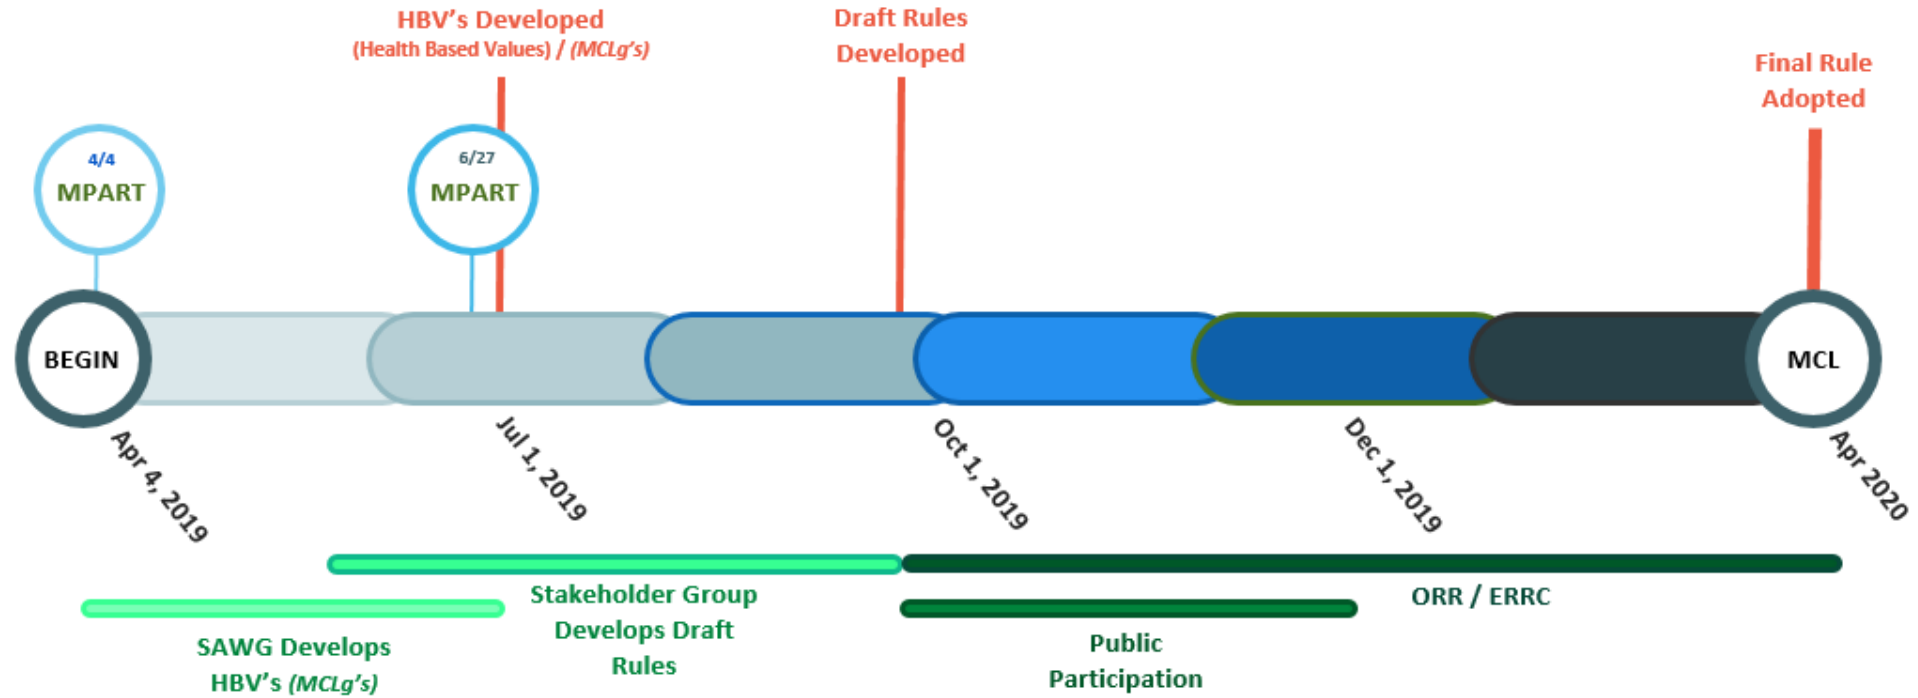 HBV's Developed
(Health Based Values) / (MCLg's)
Draft Rules
Developed
Final Rule
Adopted
4/4
MPART
6/27
MPART
BEGIN
MCL
Apr 4, 2019
Jul 1, 2019
Oct 1, 2019
Dec 1, 2019
Apr 2020
SAWG Develops
HBV's (MCLg's)
Stakeholder Group
Develops Draft
Rules
Public
Participation
ORR / ERRC